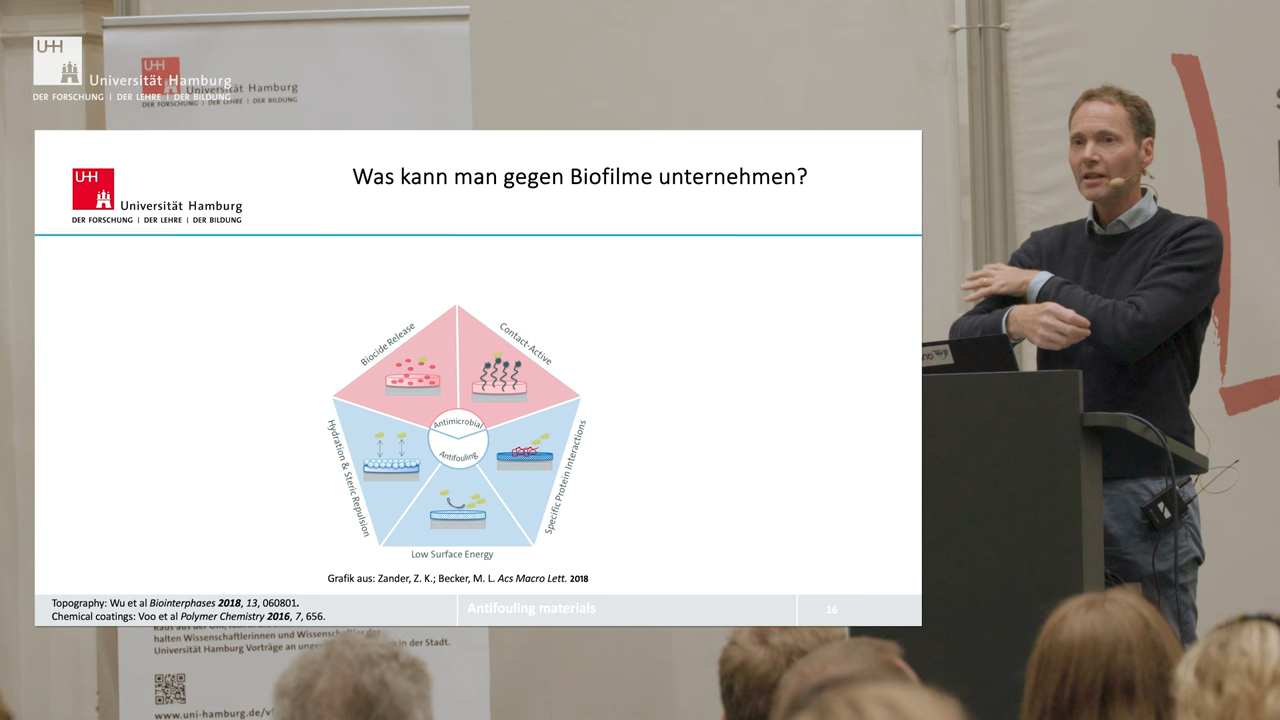 UHH
Universität Hamburg
DER FORSCHUNG | DER LEHRE | DER BILDUNG
UHH
Universität Hamburg
DER FORSCHUNG | DER LEHRE | DER BILDUNG
UHH
Universität Hamburg
DER FORSCHUNG | DER LEHRE | DER BILDUNG
Was kann man gegen Biofilme unternehmen?
Biocide Release
Contact-Active
Antimicrobial
Antifouling
Hydration & Steric Repulsion
Specific Protein Interactions
Low Surface Energy
Grafik aus: Zander, Z. K.; Becker, M. L. Acs Macro Lett. 2018
Topography: Wu et al Biointerphases 2018, 13, 060801.
Chemical coatings: Voo et al Polymer Chemistry 2016, 7, 656.
Antifouling materials
16
halten Wissenschaftlerinnen und Wissenschaftler der
Universität Hamburg Vorträge an in der Stadt.
www.uni-hamburg.de/